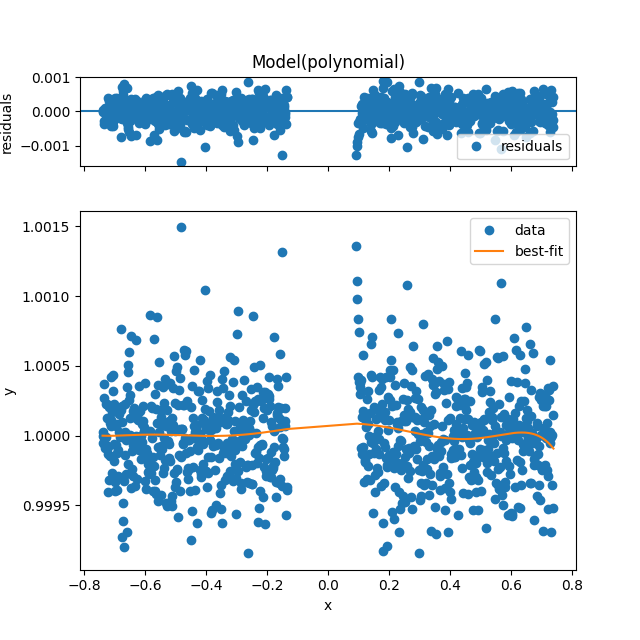 Model(polynomial)
0.001
0.000
−0.001
residuals
residuals
1.0015
1.0010
1.0005
1.0000
0.9995
y
data
best-fit
−0.8 −0.6 −0.4 −0.2 0.0 0.2 0.4 0.6 0.8
x